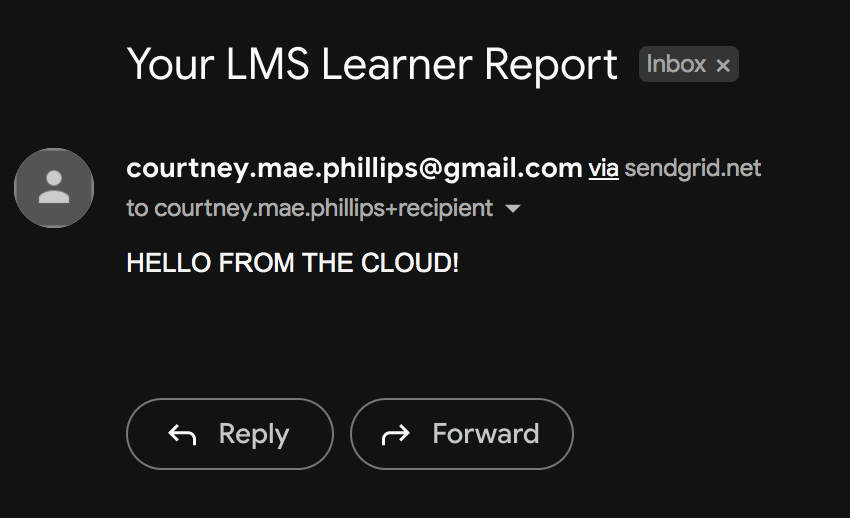 Your LMS Learner Report Inbox ×
courtney.mae.phillips@gmail.com via sendgrid.net
to courtney.mae.phillips+recipient
HELLO FROM THE CLOUD!
Reply Forward